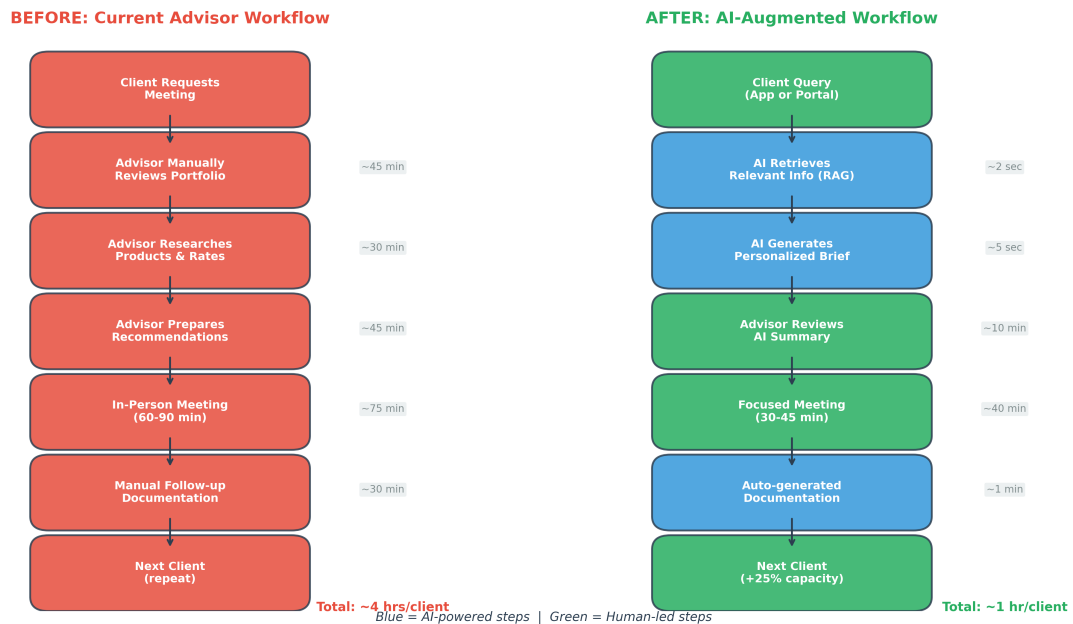 BEFORE: Current Advisor Workflow
Client Requests
Meeting
Advisor Manually
Reviews Portfolio
~45 min
Advisor Researches
Products & Rates
~30 min
Advisor Prepares
Recommendations
~45 min
In-Person Meeting
(60-90 min)
~75 min
Manual Follow-up
Documentation
~30 min
Next Client
(repeat)
Total: ~4 hrs/client
AFTER: AI-Augmented Workflow
Client Query
(App or Portal)
AI Retrieves
Relevant Info (RAG)
~2 sec
AI Generates
Personalized Brief
~5 sec
Advisor Reviews
AI Summary
~10 min
Focused Meeting
(30-45 min)
~40 min
Auto-generated
Documentation
~1 min
Next Client
(+25% capacity)
Total: ~1 hr/client
Blue = AI-powered steps | Green = Human-led steps